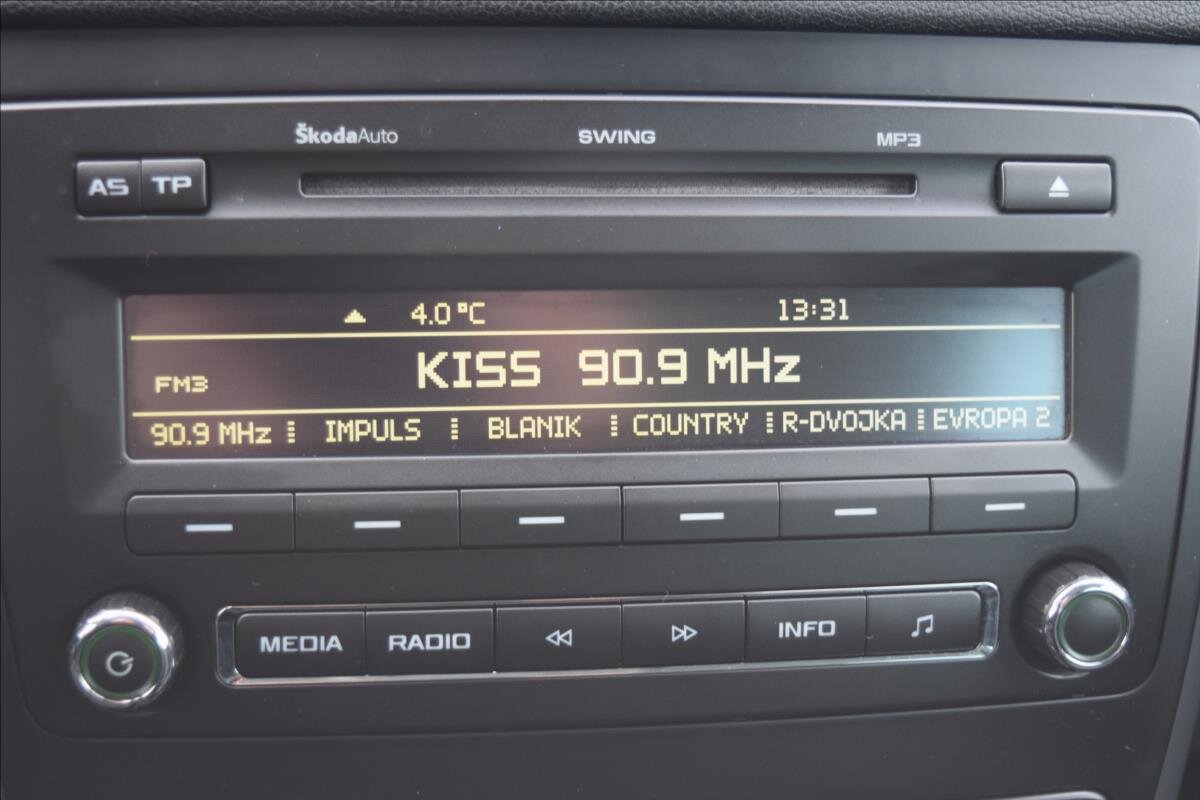 ŠkodaAuto SWING MP3
AS TP
4.0 °C 13:31
KISS 90.9 MHz
FM3
90.9 MHz IMPULS BLANIK COUNTRY R-DVOJKA EVROPA 2
MEDIA RADIO INFO